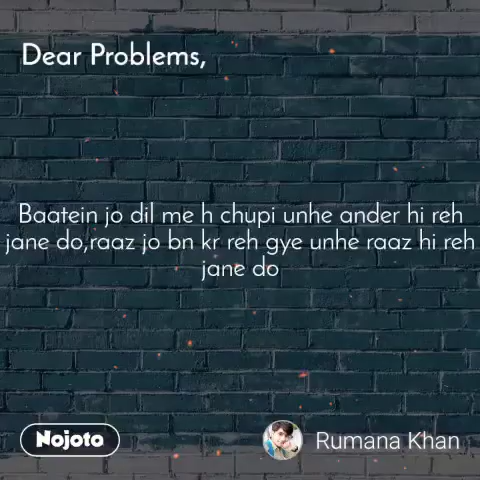 Dear Problems,
Baatein jo dil me h chupi unhe ander hi reh
jane do,raaz jo bn kr reh gye unhe raaz hi reh
jane do
Nojoto
Rumana Khan